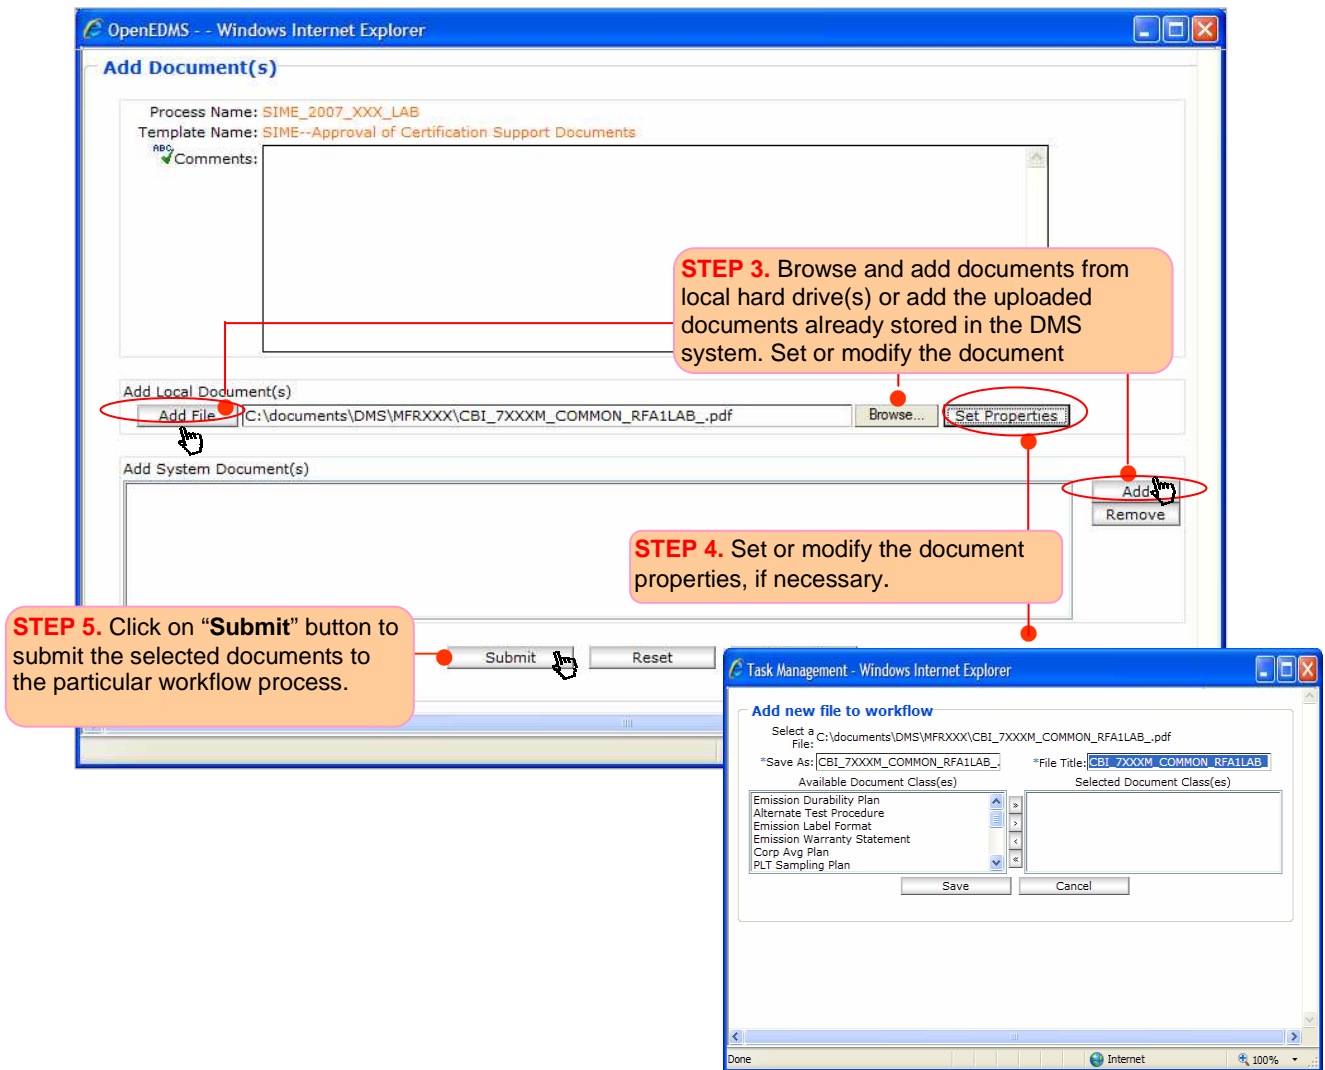 OpenEDMS - - Windows Internet Explorer
Add Document(s)
Process Name: SIME_2007_XXX_LAB
Template Name: SIME--Approval of Certification Support Documents
ABC
Comments:
STEP 3. Browse and add documents from
local hard drive(s) or add the uploaded
documents already stored in the DMS
system. Set or modify the document
Add Local Document(s)
Add File C:\documents\DMS\MFRXXX\CBI_7XXXM_COMMON_RFA1LAB_.pdf Browse... Set Properties
Add System Document(s)
Add
Remove
STEP 4. Set or modify the document
properties, if necessary.
STEP 5. Click on “Submit” button to
submit the selected documents to
the particular workflow process.
Submit Reset
Task Management - Windows Internet Explorer
Add new file to workflow
Select a
File: C:\documents\DMS\MFRXXX\CBI_7XXXM_COMMON_RFA1LAB_.pdf
*Save As: CBI_7XXXM_COMMON_RFA1LAB_. *File Title: CBI_7XXXM_COMMON_RFA1LAB_
Available Document Class(es) Selected Document Class(es)
Emission Durability Plan
Alternate Test Procedure
Emission Label Format
Emission Warranty Statement
Corp Avg Plan
PLT Sampling Plan
»
›
‹
«
Save Cancel
Done Internet 100%